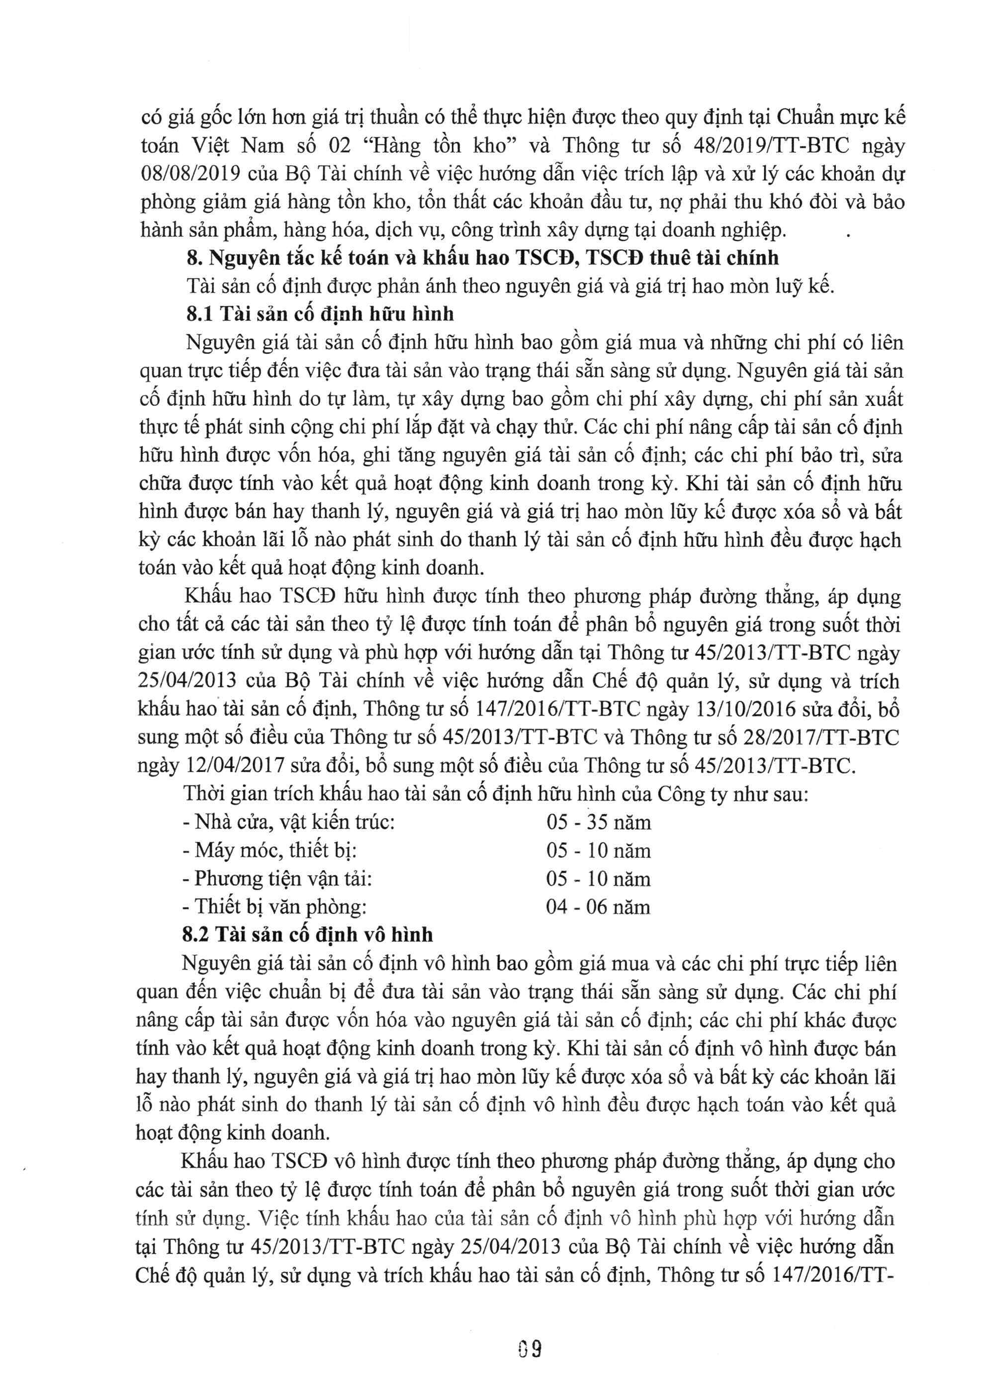 có giá gốc lớn hơn giá trị thuần có thể thực hiện được theo quy định tại Chuẩn mực kế
toán Việt Nam số 02 “Hàng tồn kho” và Thông tư số 48/2019/TT-BTC ngày
08/08/2019 của Bộ Tài chính về việc hướng dẫn việc trích lập và xử lý các khoản dự
phòng giảm giá hàng tồn kho, tổn thất các khoản đầu tư, nợ phải thu khó đòi và bảo
hành sản phẩm, hàng hóa, dịch vụ, công trình xây dựng tại doanh nghiệp.
8. Nguyên tắc kế toán và khấu hao TSCĐ, TSCĐ thuê tài chính
Tài sản cố định được phản ánh theo nguyên giá và giá trị hao mòn luỹ kế.
8.1 Tài sản cố định hữu hình
Nguyên giá tài sản cố định hữu hình bao gồm giá mua và những chi phí có liên
quan trực tiếp đến việc đưa tài sản vào trạng thái sẵn sàng sử dụng. Nguyên giá tài sản
cố định hữu hình do tự làm, tự xây dựng bao gồm chi phí xây dựng, chi phí sản xuất
thực tế phát sinh cộng chi phí lắp đặt và chạy thử. Các chi phí nâng cấp tài sản cố định
hữu hình được vốn hóa, ghi tăng nguyên giá tài sản cố định; các chi phí bảo trì, sửa
chữa được tính vào kết quả hoạt động kinh doanh trong kỳ. Khi tài sản cố định hữu
hình được bán hay thanh lý, nguyên giá và giá trị hao mòn lũy kế được xóa sổ và bất
kỳ các khoản lãi lỗ nào phát sinh do thanh lý tài sản cố định hữu hình đều được hạch
toán vào kết quả hoạt động kinh doanh.
Khấu hao TSCĐ hữu hình được tính theo phương pháp đường thẳng, áp dụng
cho tất cả các tài sản theo tỷ lệ được tính toán để phân bổ nguyên giá trong suốt thời
gian ước tính sử dụng và phù hợp với hướng dẫn tại Thông tư 45/2013/TT-BTC ngày
25/04/2013 của Bộ Tài chính về việc hướng dẫn Chế độ quản lý, sử dụng và trích
khấu hao tài sản cố định, Thông tư số 147/2016/TT-BTC ngày 13/10/2016 sửa đổi, bổ
sung một số điều của Thông tư số 45/2013/TT-BTC và Thông tư số 28/2017/TT-BTC
ngày 12/04/2017 sửa đổi, bổ sung một số điều của Thông tư số 45/2013/TT-BTC.
Thời gian trích khấu hao tài sản cố định hữu hình của Công ty như sau:
- Nhà cửa, vật kiến trúc: 05 - 35 năm
- Máy móc, thiết bị: 05 - 10 năm
- Phương tiện vận tải: 05 - 10 năm
- Thiết bị văn phòng: 04 - 06 năm
8.2 Tài sản cố định vô hình
Nguyên giá tài sản cố định vô hình bao gồm giá mua và các chi phí trực tiếp liên
quan đến việc chuẩn bị để đưa tài sản vào trạng thái sẵn sàng sử dụng. Các chi phí
nâng cấp tài sản được vốn hóa vào nguyên giá tài sản cố định; các chi phí khác được
tính vào kết quả hoạt động kinh doanh trong kỳ. Khi tài sản cố định vô hình được bán
hay thanh lý, nguyên giá và giá trị hao mòn lũy kế được xóa sổ và bất kỳ các khoản lãi
lỗ nào phát sinh do thanh lý tài sản cố định vô hình đều được hạch toán vào kết quả
hoạt động kinh doanh.
Khấu hao TSCĐ vô hình được tính theo phương pháp đường thẳng, áp dụng cho
các tài sản theo tỷ lệ được tính toán để phân bổ nguyên giá trong suốt thời gian ước
tính sử dụng. Việc tính khấu hao của tài sản cố định vô hình phù hợp với hướng dẫn
tại Thông tư 45/2013/TT-BTC ngày 25/04/2013 của Bộ Tài chính về việc hướng dẫn
Chế độ quản lý, sử dụng và trích khấu hao tài sản cố định, Thông tư số 147/2016/TT-
09